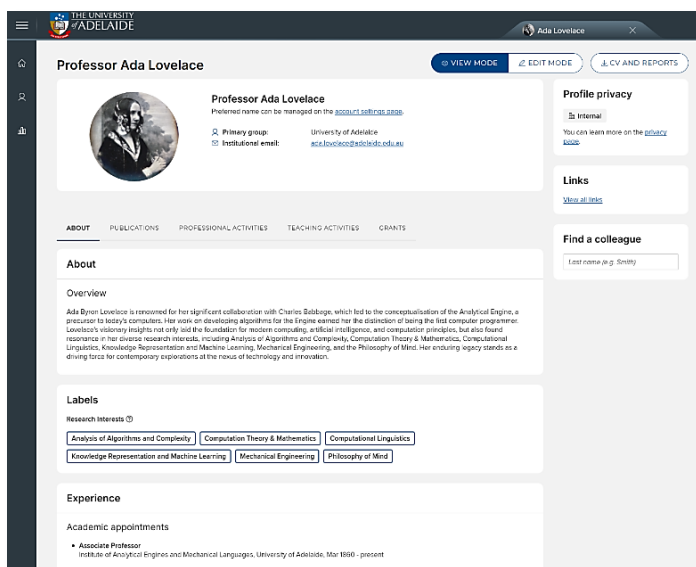 THE UNIVERSITY
of ADELAIDE
Ada Lovelace
Professor Ada Lovelace
VIEW MODE
EDIT MODE
CV AND REPORTS
Professor Ada Lovelace
Preferred name can be managed on the account settings page.
Primary group: University of Adelaide
Institutional email: ada.lovelace@adelaide.edu.au
Profile privacy
Internal
You can learn more on the privacy
page.
Links
View all links
Find a colleague
Last name (e.g. Smith)
ABOUT PUBLICATIONS PROFESSIONAL ACTIVITIES TEACHING ACTIVITIES GRANTS
About
Overview
Ada Byron Lovelace is renowned for her significant collaboration with Charles Babbage, which led to the conceptualisation of the Analytical Engine, a
precursor to today's computers. Her work on developing algorithms for the Engine earned her the distinction of being the first computer programmer.
Lovelace's visionary insights not only laid the foundation for modern computing, artificial intelligence, and computation principles, but also found
resonance in her diverse research interests, including Analysis of Algorithms and Complexity, Computation Theory & Mathematics, Computational
Linguistics, Knowledge Representation and Machine Learning, Mechanical Engineering, and the Philosophy of Mind. Her enduring legacy stands as a
driving force for contemporary explorations at the nexus of technology and innovation.
Labels
Research Interests
Analysis of Algorithms and Complexity
Computation Theory & Mathematics
Computational Linguistics
Knowledge Representation and Machine Learning
Mechanical Engineering
Philosophy of Mind
Experience
Academic appointments
• Associate Professor
Institute of Analytical Engines and Mechanical Languages, University of Adelaide, Mar 1860 - present